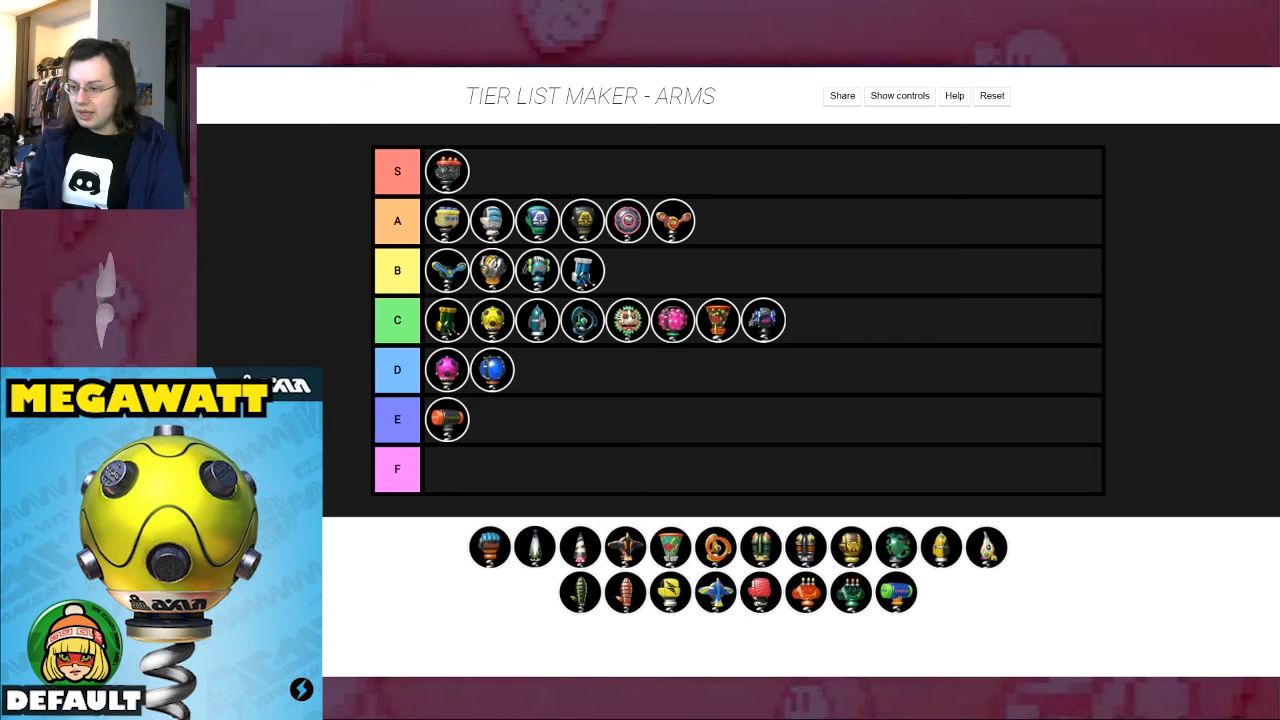 TIER LIST MAKER - ARMS
Share
Show controls
Help
Reset
S
A
B
C
D
E
F
MEGAWATT
DEFAULT